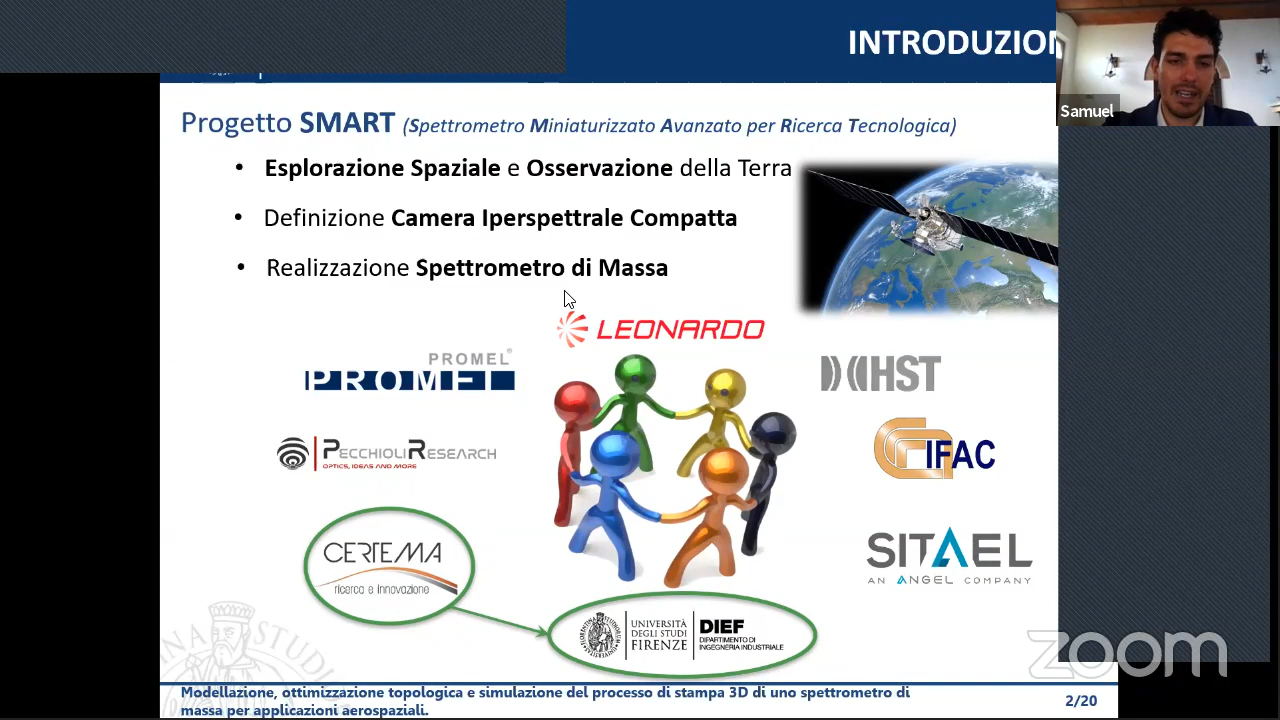 INTRODUZION
Samuel
Progetto SMART (Spettrometro Miniaturizzato Avanzato per Ricerca Tecnologica)
• Esplorazione Spaziale e Osservazione della Terra
• Definizione Camera Iperspettrale Compatta
• Realizzazione Spettrometro di Massa
LEONARDO
PROMEL®
PROMEL
HST
PECCHIOLI RESEARCH
OPTICS, IDEAS AND MORE
IFAC
CERTEMA
ricerca e innovazione
SITAEL
AN ANGEL COMPANY
UNIVERSITÀ
DEGLI STUDI
FIRENZE
DIEF
DIPARTIMENTO DI
INGEGNERIA INDUSTRIALE
zoom
Modellazione, ottimizzazione topologica e simulazione del processo di stampa 3D di uno spettrometro di
massa per applicazioni aerospaziali.
2/20